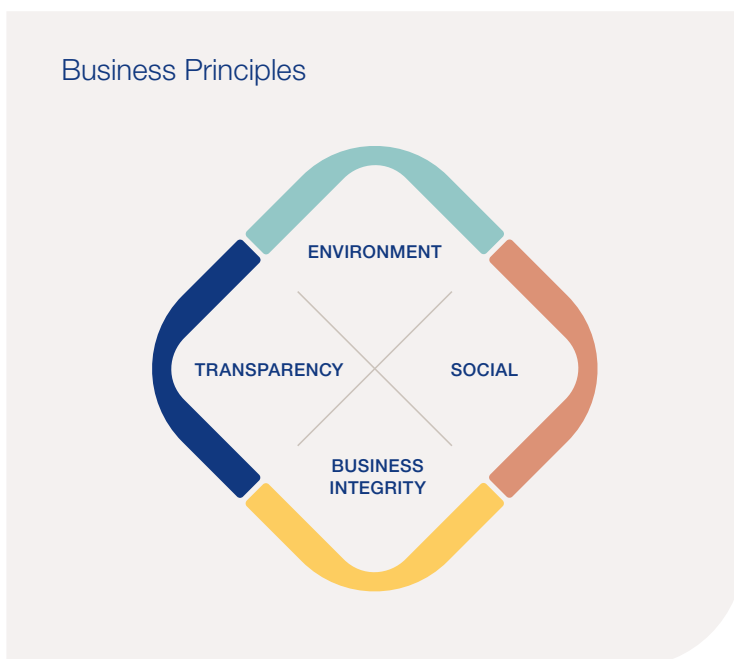 Business Principles
ENVIRONMENT
TRANSPARENCY
SOCIAL
BUSINESS
INTEGRITY